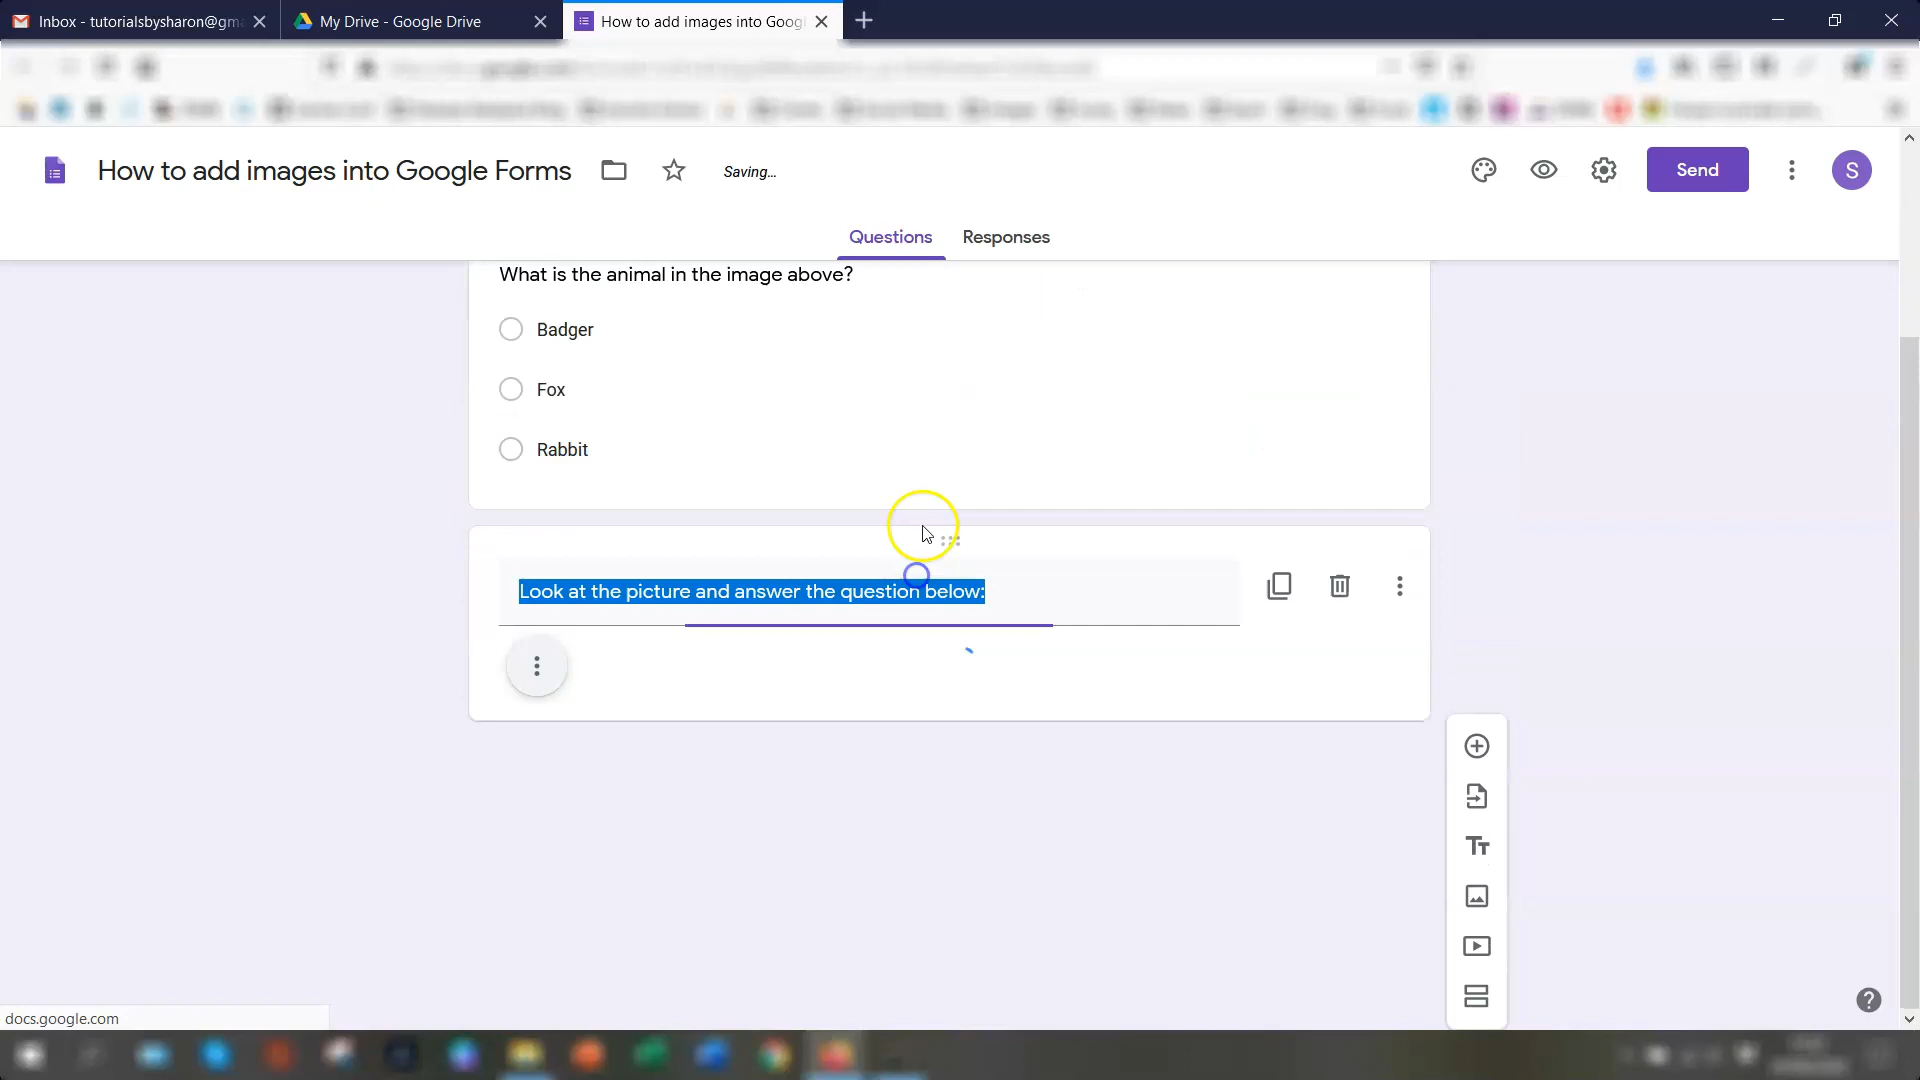 Inbox - tutorialsbysharon@gma
My Drive - Google Drive
How to add images into Goog
How to add images into Google Forms
Saving...
Send
S
Questions
Responses
What is the animal in the image above?
Badger
Fox
Rabbit
Look at the picture and answer the question below:
docs.google.com